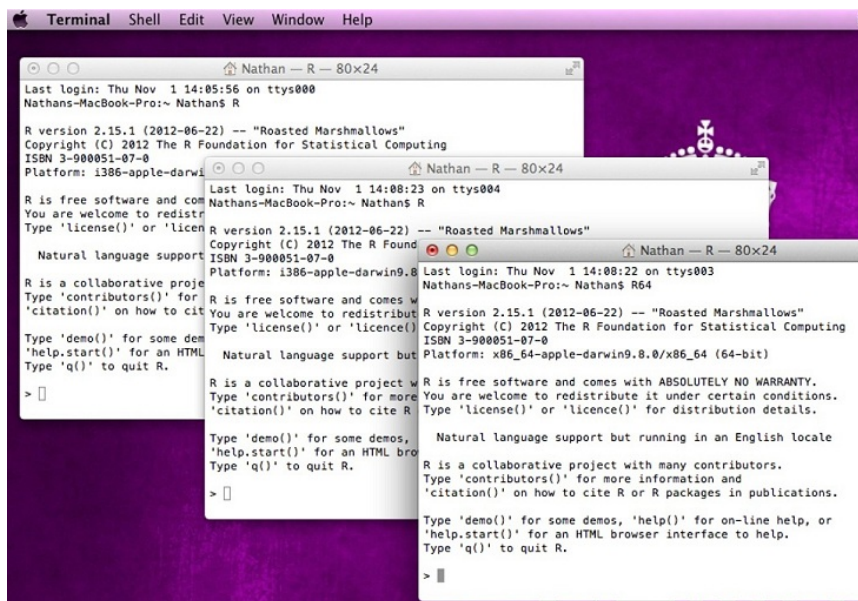 Terminal Shell Edit View Window Help
Nathan — R — 80×24
Last login: Thu Nov  1 14:05:56 on ttys000
Nathans-MacBook-Pro:~ Nathan$ R
R version 2.15.1 (2012-06-22) -- "Roasted Marshmallows"
Copyright (C) 2012 The R Foundation for Statistical Computing
ISBN 3-900051-07-0
Platform: i386-apple-darwi
R is free software and com
You are welcome to redistr
Type 'license()' or 'licen
Natural language support
R is a collaborative proje
Type 'contributors()' for
'citation()' on how to cit
Type 'demo()' for some dem
'help.start()' for an HTML
Type 'q()' to quit R.
>
Nathan — R — 80×24
Last login: Thu Nov  1 14:08:23 on ttys004
Nathans-MacBook-Pro:~ Nathan$ R
R version 2.15.1 (2012-06-22) -- "Roasted Marshmallows"
Copyright (C) 2012 The R Found
ISBN 3-900051-07-0
Platform: i386-apple-darwin9.8
R is free software and comes w
You are welcome to redistribut
Type 'license()' or 'licence()
Natural language support but
R is a collaborative project w
Type 'contributors()' for more
'citation()' on how to cite R
Type 'demo()' for some demos,
'help.start()' for an HTML bro
Type 'q()' to quit R.
>
Nathan — R — 80×24
Last login: Thu Nov  1 14:08:22 on ttys003
Nathans-MacBook-Pro:~ Nathan$ R64
R version 2.15.1 (2012-06-22) -- "Roasted Marshmallows"
Copyright (C) 2012 The R Foundation for Statistical Computing
ISBN 3-900051-07-0
Platform: x86_64-apple-darwin9.8.0/x86_64 (64-bit)
R is free software and comes with ABSOLUTELY NO WARRANTY.
You are welcome to redistribute it under certain conditions.
Type 'license()' or 'licence()' for distribution details.
Natural language support but running in an English locale
R is a collaborative project with many contributors.
Type 'contributors()' for more information and
'citation()' on how to cite R or R packages in publications.
Type 'demo()' for some demos, 'help()' for on-line help, or
'help.start()' for an HTML browser interface to help.
Type 'q()' to quit R.
>